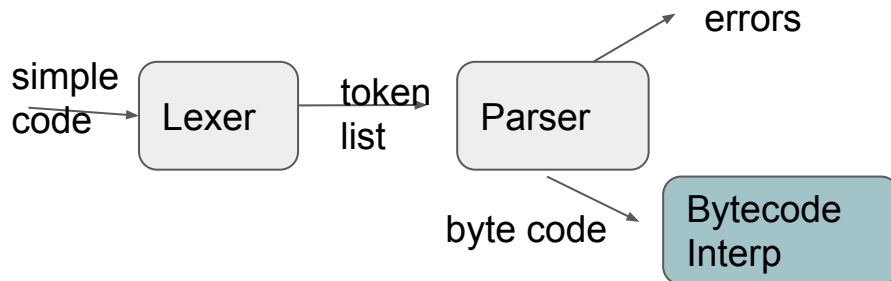 errors
simple
code
Lexer
token
list
Parser
byte code
Bytecode
Interp